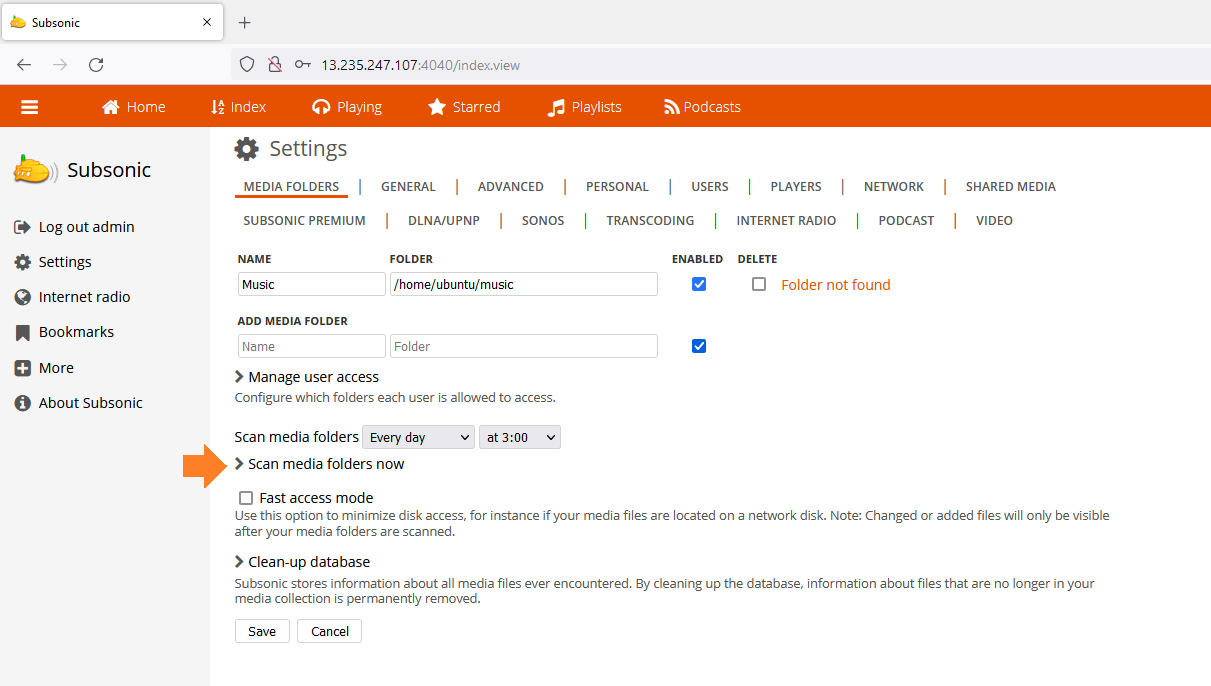 Subsonic
13.235.247.107:4040/index.view
Home Index Playing Starred Playlists Podcasts
Subsonic
Log out admin
Settings
Internet radio
Bookmarks
More
About Subsonic
Settings
MEDIA FOLDERS | GENERAL | ADVANCED | PERSONAL | USERS | PLAYERS | NETWORK | SHARED MEDIA
SUBSONIC PREMIUM | DLNA/UPNP | SONOS | TRANSCODING | INTERNET RADIO | PODCAST | VIDEO
NAME FOLDER ENABLED DELETE
Music /home/ubuntu/music Folder not found
ADD MEDIA FOLDER
Name Folder
Manage user access
Configure which folders each user is allowed to access.
Scan media folders Every day at 3:00
Scan media folders now
Fast access mode
Use this option to minimize disk access, for instance if your media files are located on a network disk. Note: Changed or added files will only be visible
after your media folders are scanned.
Clean-up database
Subsonic stores information about all media files ever encountered. By cleaning up the database, information about files that are no longer in your
media collection is permanently removed.
Save Cancel